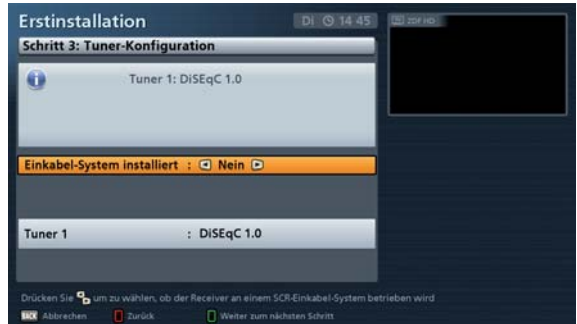 Erstinstallation
Di 14 45
ZDF HD
Schritt 3: Tuner-Konfiguration
Tuner 1: DiSEqC 1.0
Einkabel-System installiert : Nein
Tuner 1 : DiSEqC 1.0
Drücken Sie um zu wählen, ob der Receiver an einem SCR-Einkabel-System betrieben wird
BACK Abbrechen Zurück Weiter zum nächsten Schritt